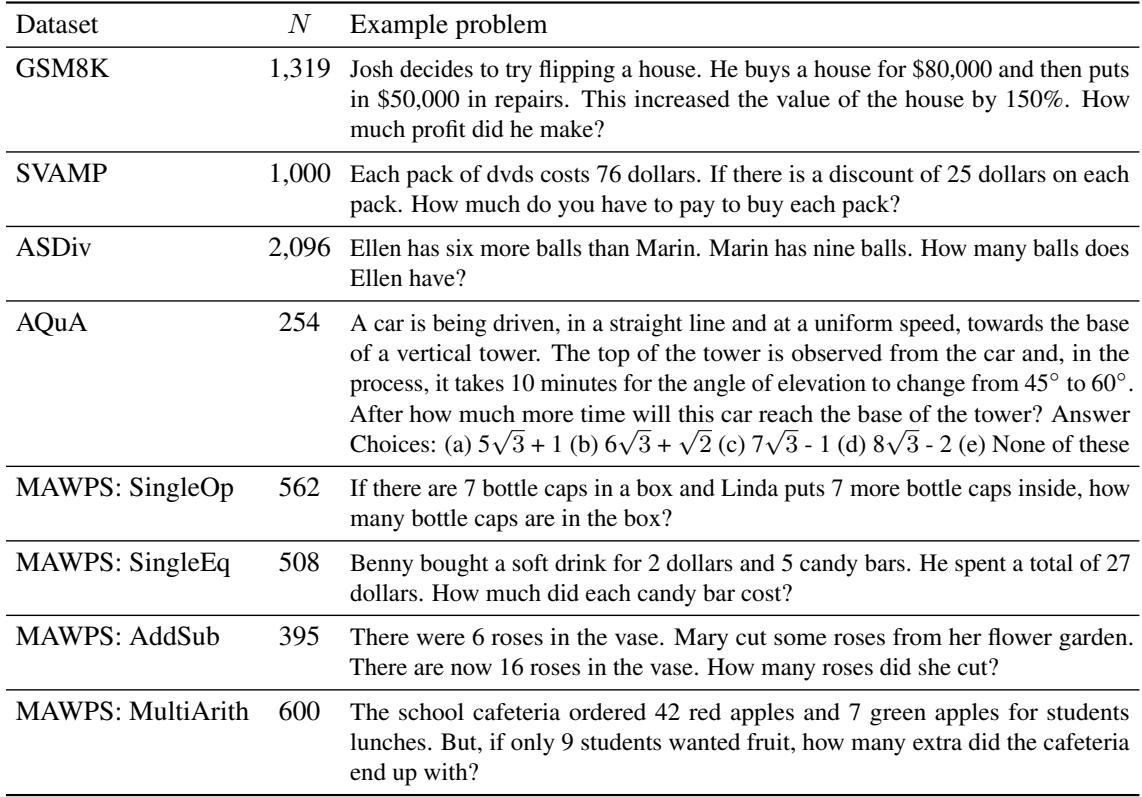 Dataset N Example problem
GSM8K 1,319 Josh decides to try flipping a house. He buys a house for $80,000 and then puts
in $50,000 in repairs. This increased the value of the house by 150%. How
much profit did he make?
SVAMP 1,000 Each pack of dvds costs 76 dollars. If there is a discount of 25 dollars on each
pack. How much do you have to pay to buy each pack?
ASDiv 2,096 Ellen has six more balls than Marin. Marin has nine balls. How many balls does
Ellen have?
AQuA 254 A car is being driven, in a straight line and at a uniform speed, towards the base
of a vertical tower. The top of the tower is observed from the car and, in the
process, it takes 10 minutes for the angle of elevation to change from 45° to 60°.
After how much more time will this car reach the base of the tower? Answer
Choices: (a) 5√3 + 1 (b) 6√3 + √2 (c) 7√3 - 1 (d) 8√3 - 2 (e) None of these
MAWPS: SingleOp 562 If there are 7 bottle caps in a box and Linda puts 7 more bottle caps inside, how
many bottle caps are in the box?
MAWPS: SingleEq 508 Benny bought a soft drink for 2 dollars and 5 candy bars. He spent a total of 27
dollars. How much did each candy bar cost?
MAWPS: AddSub 395 There were 6 roses in the vase. Mary cut some roses from her flower garden.
There are now 16 roses in the vase. How many roses did she cut?
MAWPS: MultiArith 600 The school cafeteria ordered 42 red apples and 7 green apples for students
lunches. But, if only 9 students wanted fruit, how many extra did the cafeteria
end up with?